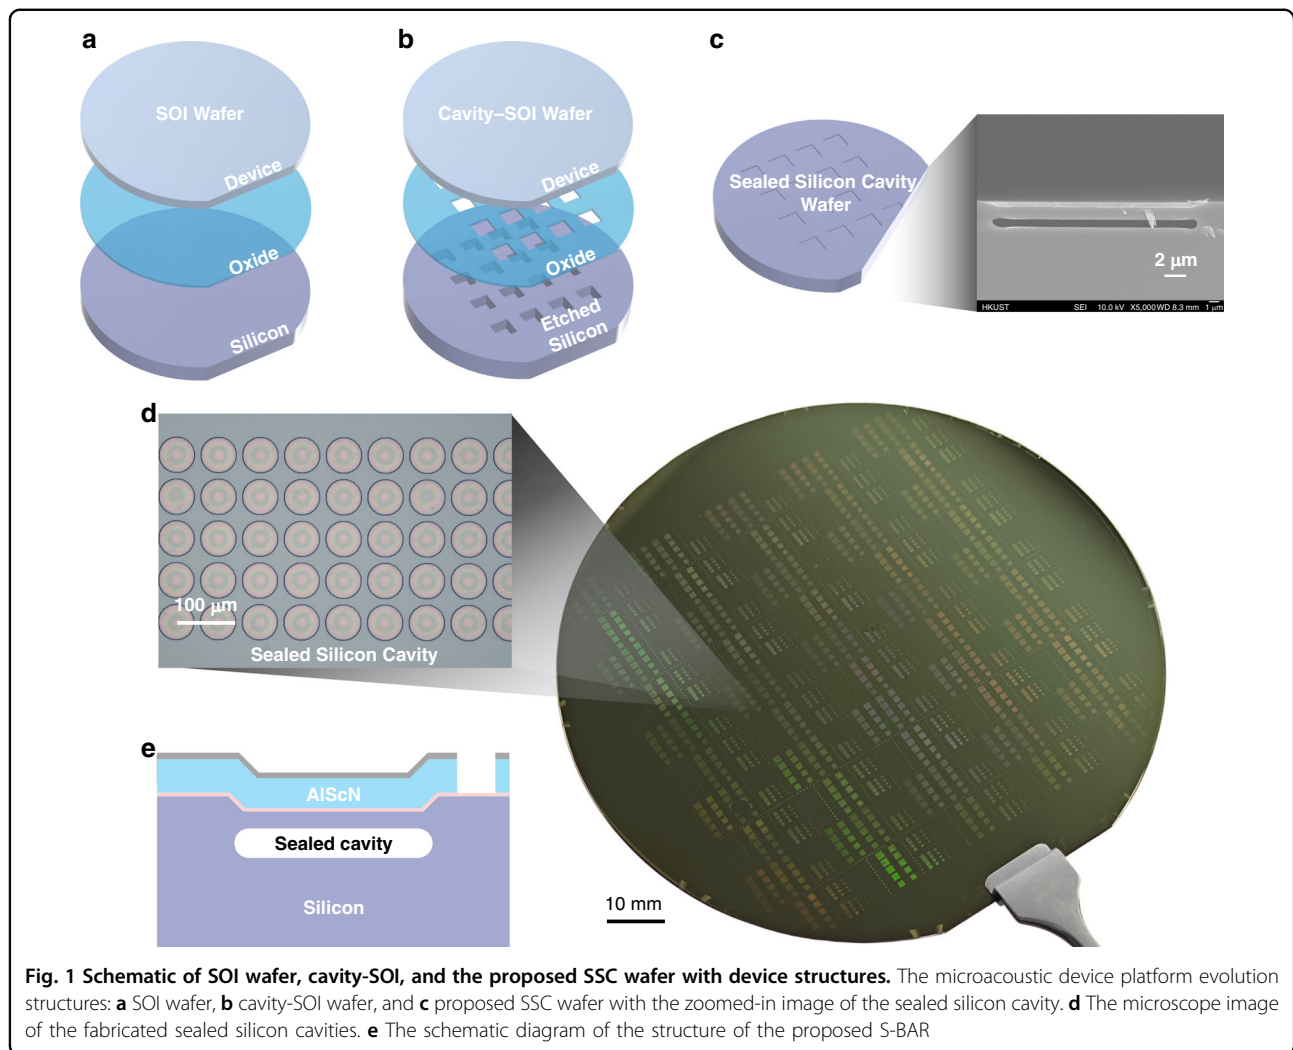 a
b
c
SOI Wafer
Device
Oxide
Silicon
Cavity–SOI Wafer
Device
Oxide
Etched
Silicon
Sealed Silicon Cavity
Wafer
2 μm
HKUST SEI 10.0 kV X5,000 WD 8.3 mm 1 μm
d
100 μm
Sealed Silicon Cavity
e
AlScN
Sealed cavity
Silicon
10 mm
Fig. 1 Schematic of SOI wafer, cavity-SOI, and the proposed SSC wafer with device structures. The microacoustic device platform evolution
structures: a SOI wafer, b cavity-SOI wafer, and c proposed SSC wafer with the zoomed-in image of the sealed silicon cavity. d The microscope image
of the fabricated sealed silicon cavities. e The schematic diagram of the structure of the proposed S-BAR